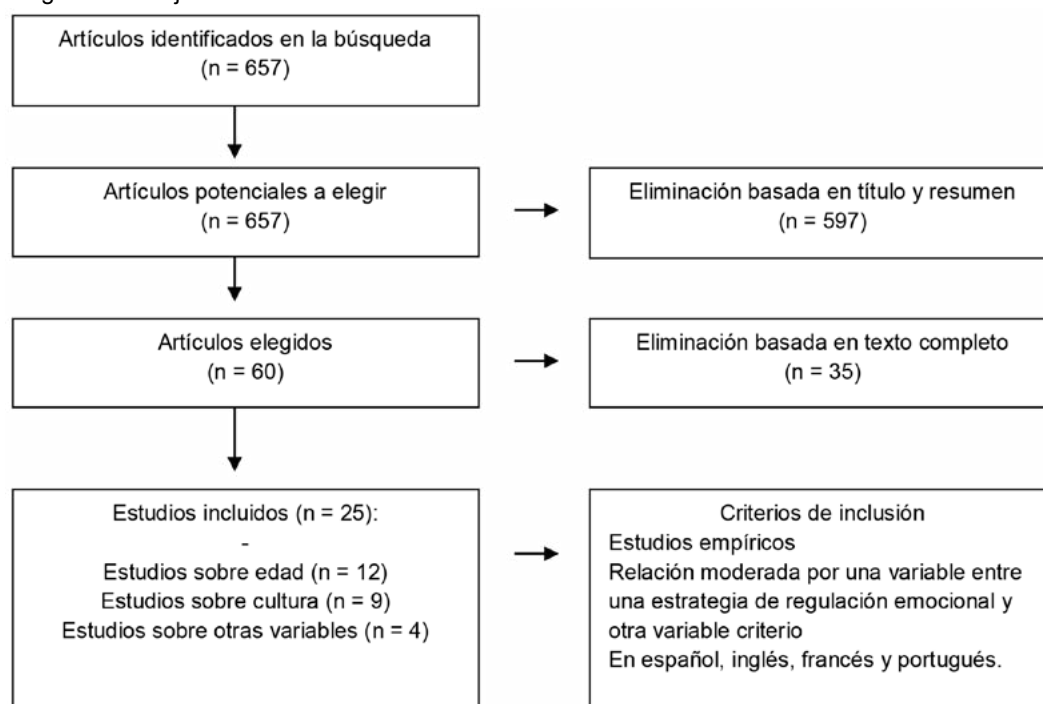 Artículos identificados en la búsqueda
(n = 657)
Artículos potenciales a elegir
(n = 657)
Eliminación basada en título y resumen
(n = 597)
Artículos elegidos
(n = 60)
Eliminación basada en texto completo
(n = 35)
Estudios incluidos (n = 25):
-
Estudios sobre edad (n = 12)
Estudios sobre cultura (n = 9)
Estudios sobre otras variables (n = 4)
Criterios de inclusión
Estudios empíricos
Relación moderada por una variable entre
una estrategia de regulación emocional y
otra variable criterio
En español, inglés, francés y portugués.